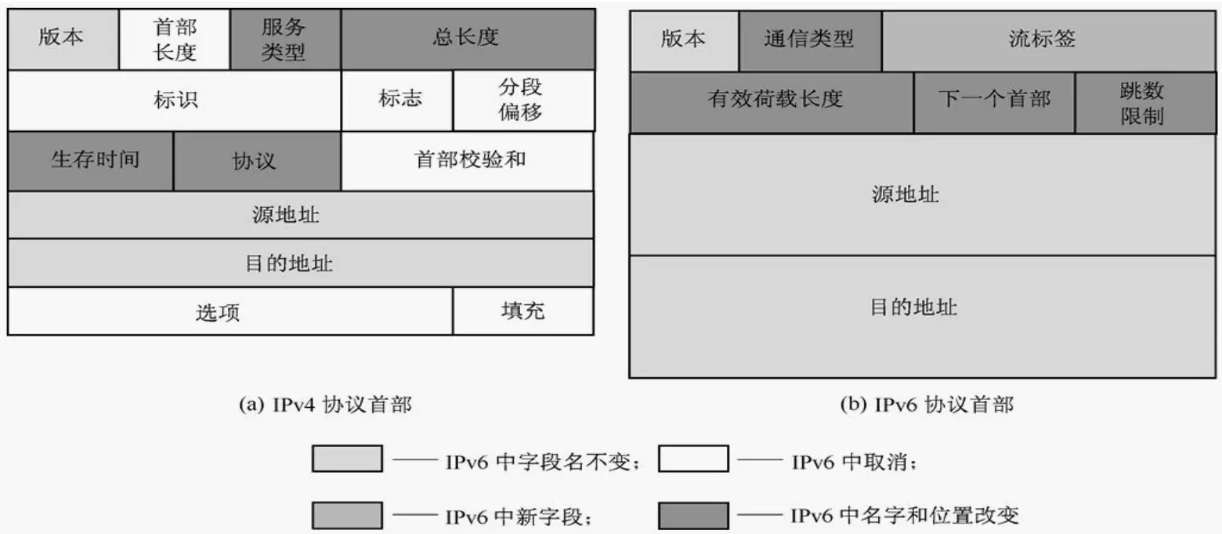 版本
首部
长度
服务
类型
总长度
标识
标志
分段
偏移
生存时间
协议
首部校验和
源地址
目的地址
选项
填充
(a) IPv4 协议首部
版本
通信类型
流标签
有效荷载长度
下一个首部
跳数
限制
源地址
目的地址
(b) IPv6 协议首部
—— IPv6 中字段名不变;
—— IPv6 中取消;
—— IPv6 中新字段;
—— IPv6 中名字和位置改变